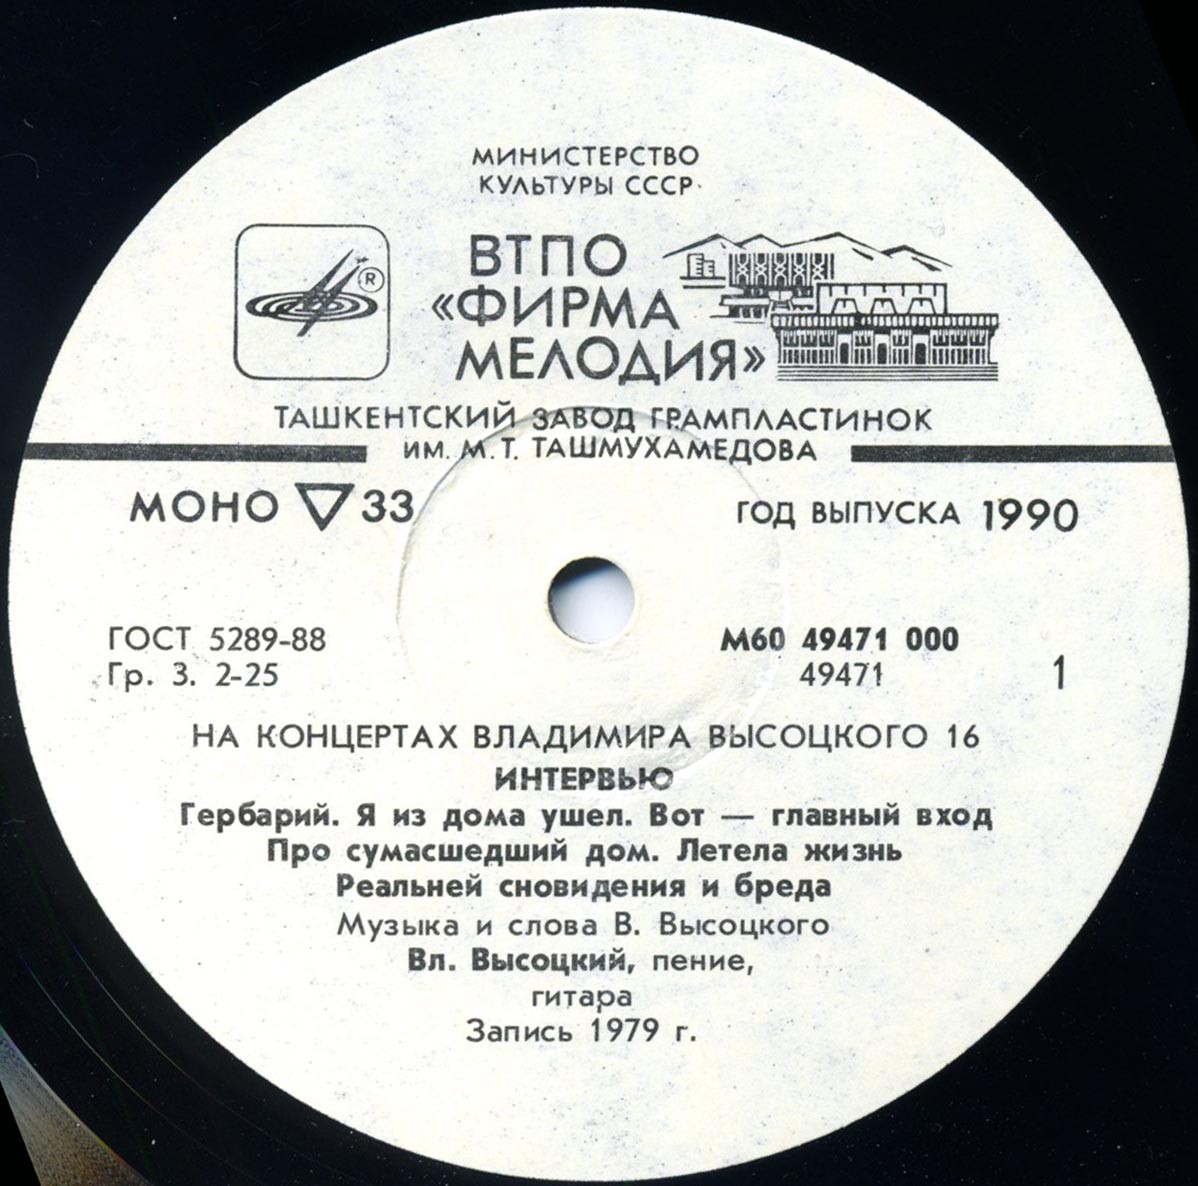 МИНИСТЕРСТВО
КУЛЬТУРЫ СССР
ВТПО
«ФИРМА
МЕЛОДИЯ»
®
ТАШКЕНТСКИЙ ЗАВОД ГРАМПЛАСТИНОК
ИМ. М. Т. ТАШМУХАМЕДОВА
МОНО 33
ГОД ВЫПУСКА 1990
ГОСТ 5289-88
Гр. 3. 2-25
М60 49471 000
49471
1
НА КОНЦЕРТАХ ВЛАДИМИРА ВЫСОЦКОГО 16
ИНТЕРВЬЮ
Гербарий. Я из дома ушел. Вот — главный вход
Про сумасшедший дом. Летела жизнь
Реальней сновидения и бреда
Музыка и слова В. Высоцкого
Вл. Высоцкий, пение,
гитара
Запись 1979 г.